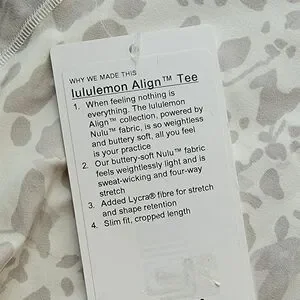 WHY WE MADE THIS
lululemon Align™ Tee
1. When feeling nothing is
everything. The lululemon
Align™ collection, powered by
Nulu™ fabric, is so weightless
and buttery soft, all you feel
is your practice
2. Our buttery-soft Nulu™ fabric
feels weightlessly light and is
sweat-wicking and four-way
stretch
3. Added Lycra® fibre for stretch
and shape retention
4. Slim fit, cropped length